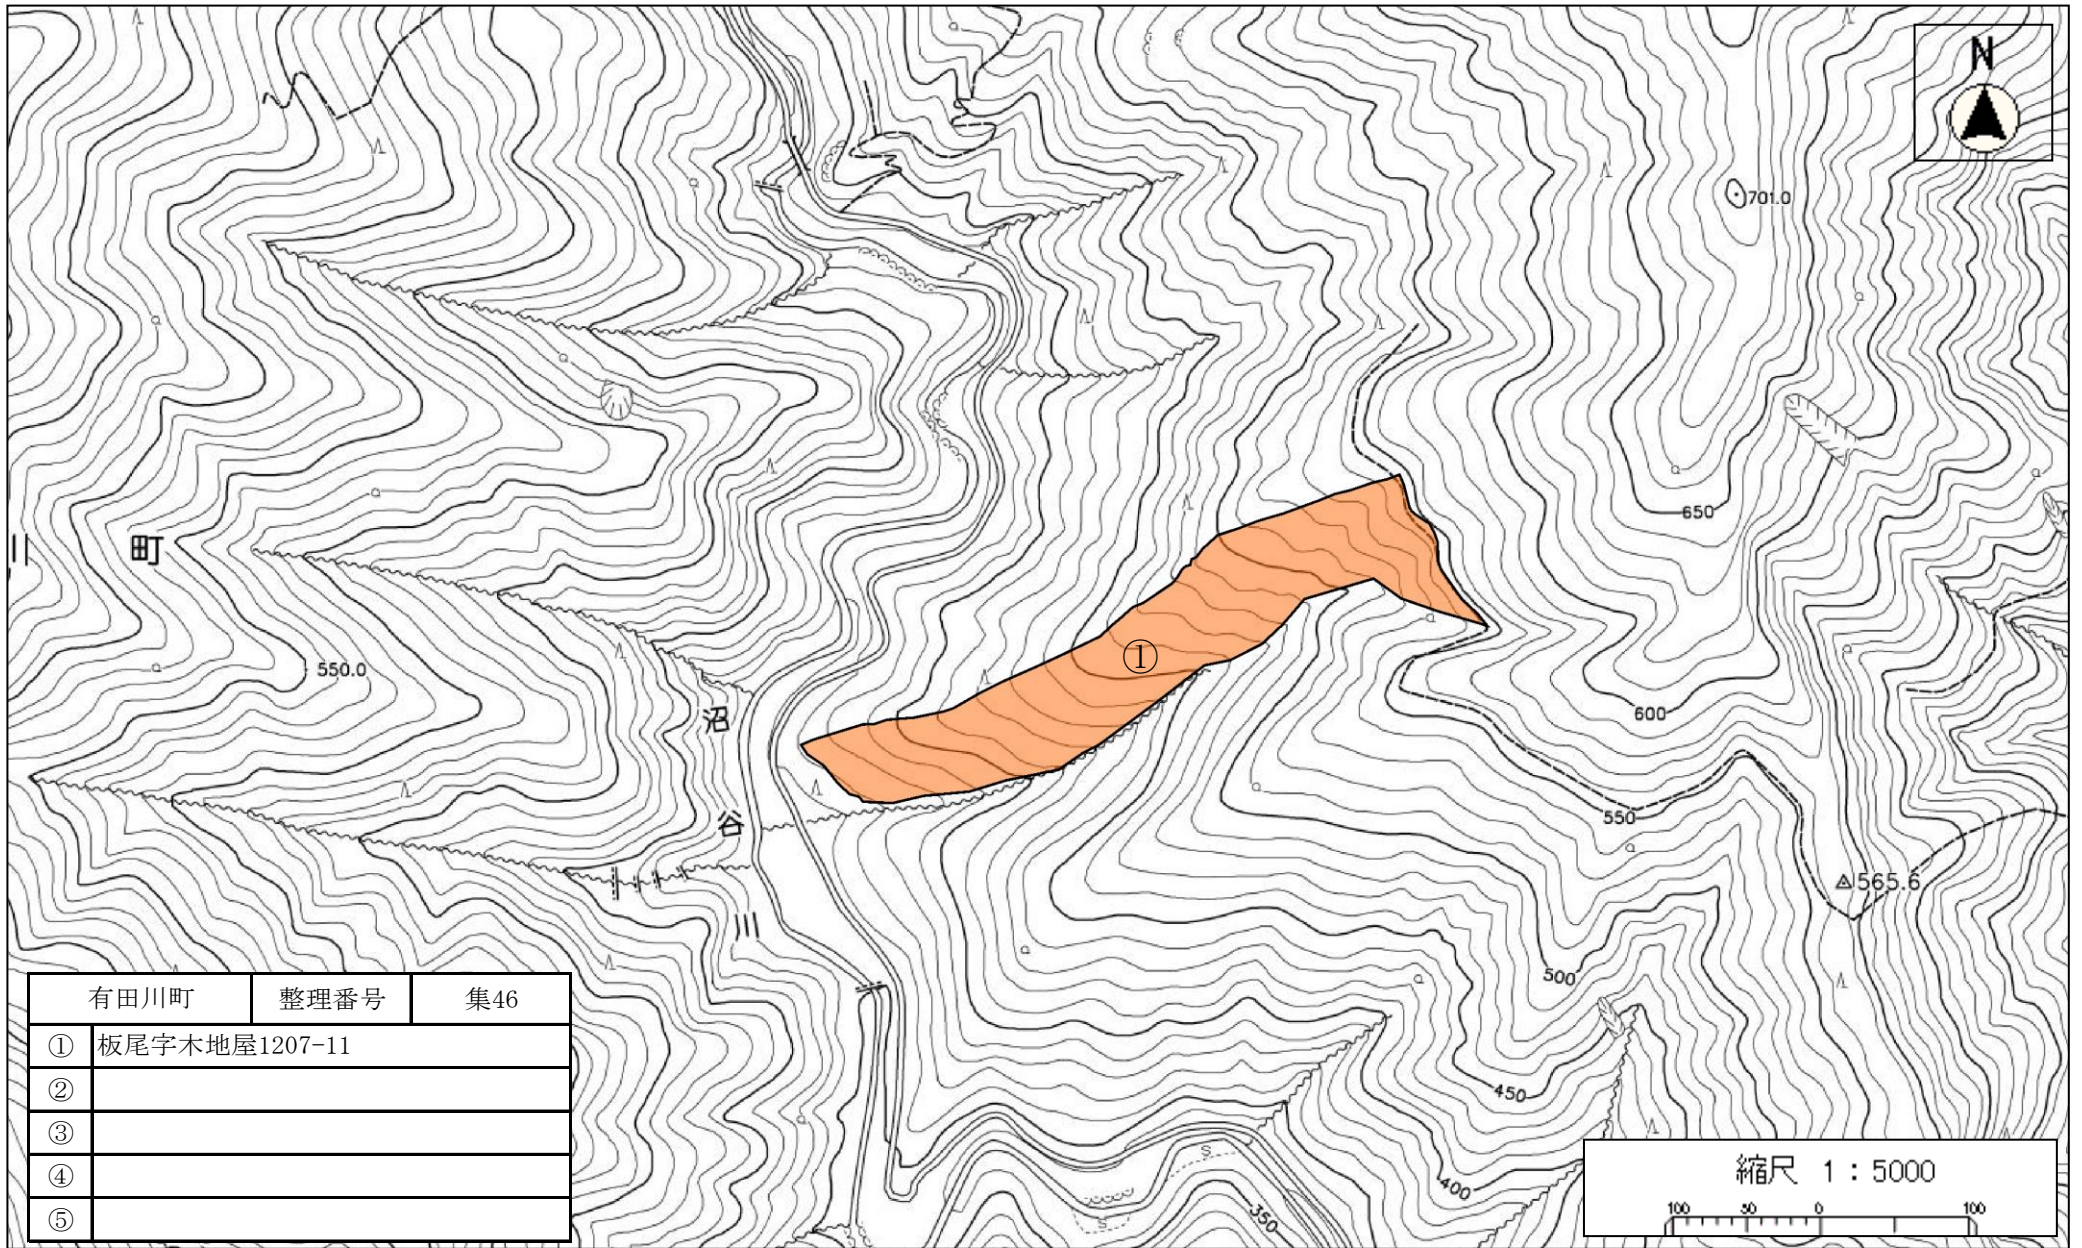 N
701.0
650
川 町
①
550.0
沼
谷
川
600
550
565.6
500
450
400
350
S
S
有田川町 整理番号 集46
① 板尾字木地屋1207-11
②
③
④
⑤
縮尺 1：5000
100 50 0 100